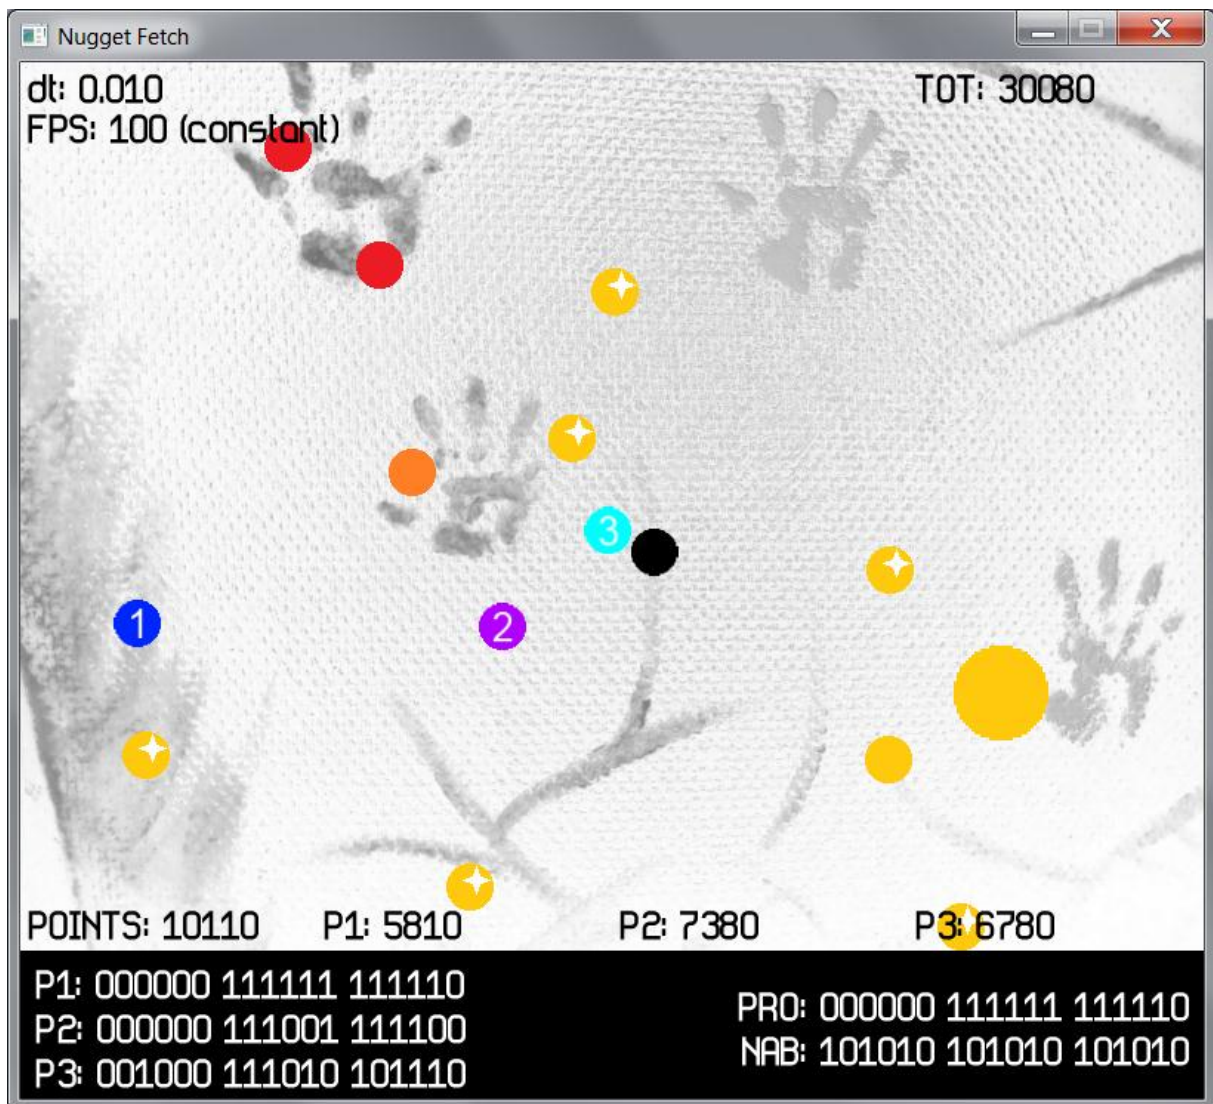 Nugget Fetch
dt: 0.010
TOT: 30080
FPS: 100 (constant)
3
1
2
POINTS: 10110 P1: 5810 P2: 7380 P3: 6780
P1: 000000 111111 111110
P2: 000000 111001 111100
P3: 001000 111010 101110
PRO: 000000 111111 111110
NAB: 101010 101010 101010